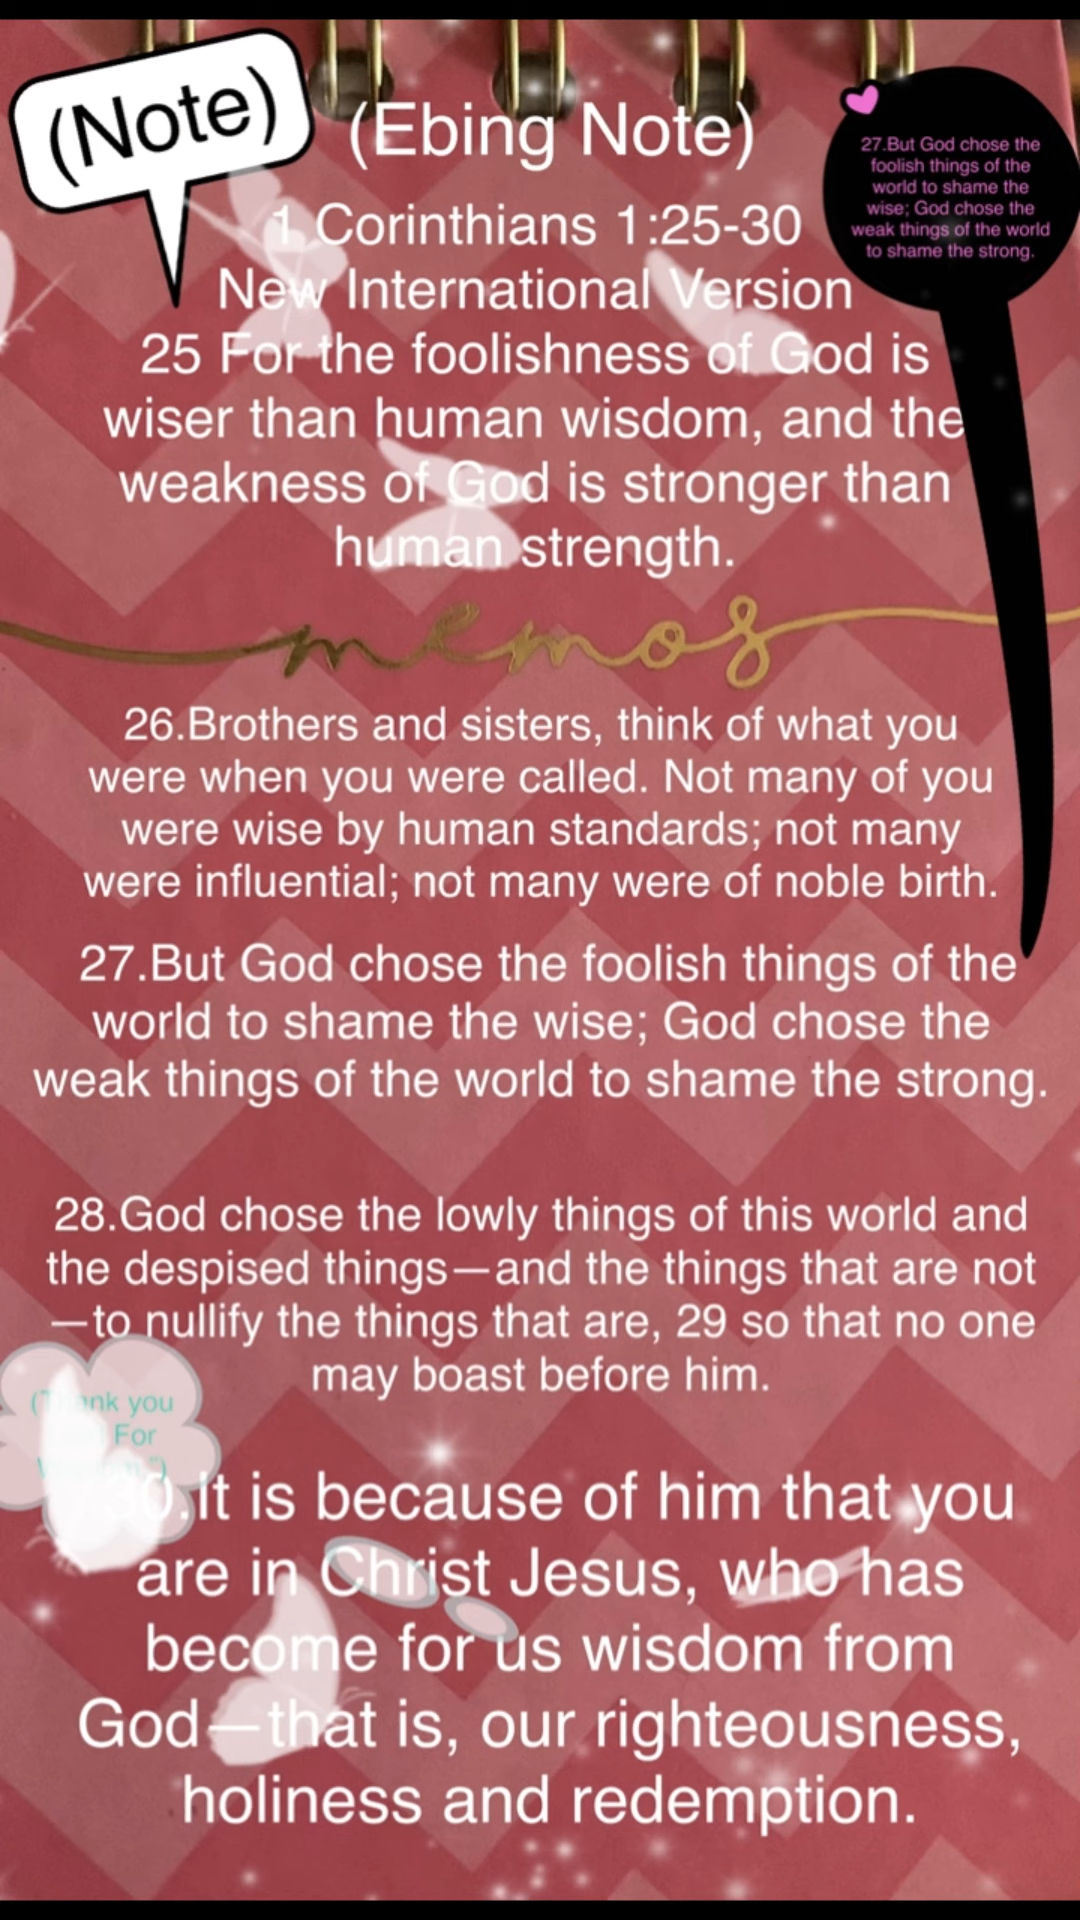 (Note)
(Ebing Note)
27.But God chose the
foolish things of the
world to shame the
wise; God chose the
weak things of the world
to shame the strong.
1 Corinthians 1:25-30
New International Version
25 For the foolishness of God is
wiser than human wisdom, and the
weakness of God is stronger than
human strength.
memos
26.Brothers and sisters, think of what you
were when you were called. Not many of you
were wise by human standards; not many
were influential; not many were of noble birth.
27.But God chose the foolish things of the
world to shame the wise; God chose the
weak things of the world to shame the strong.
28.God chose the lowly things of this world and
the despised things—and the things that are not
—to nullify the things that are, 29 so that no one
may boast before him.
(Thank you
For
30.It is because of him that you
are in Christ Jesus, who has
become for us wisdom from
God—that is, our righteousness,
holiness and redemption.